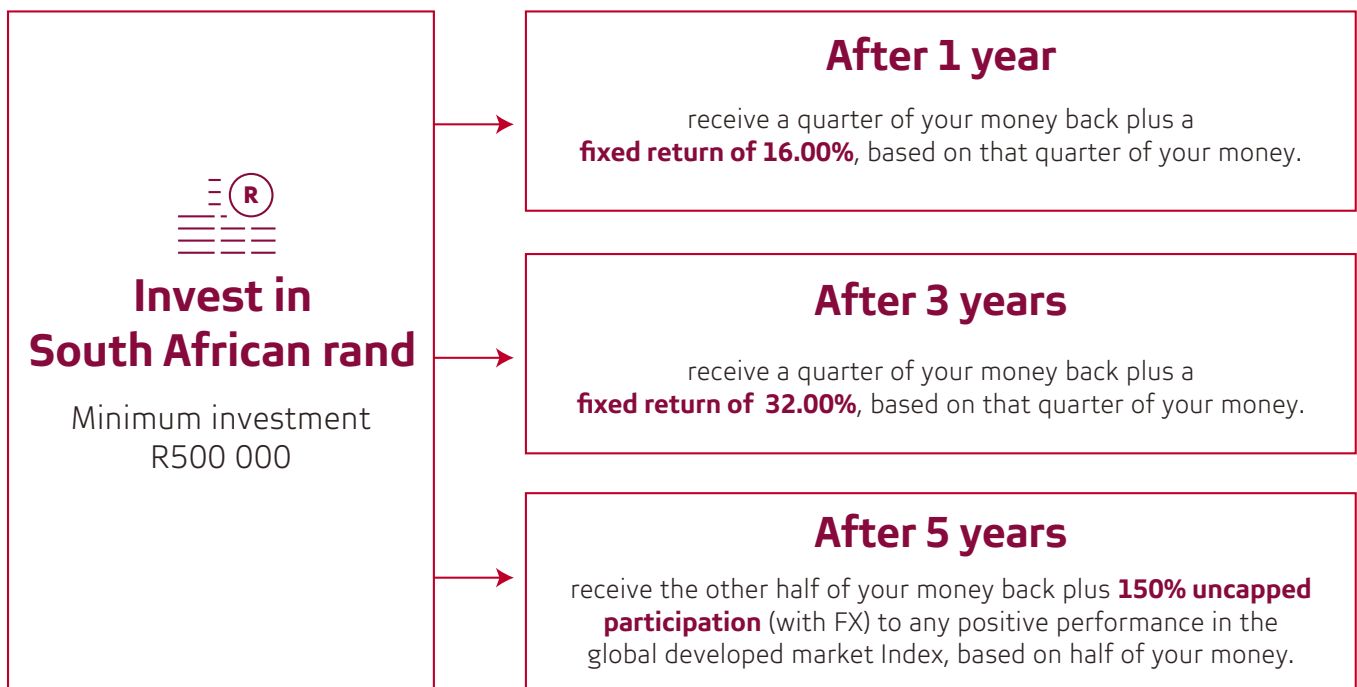 R
Invest in
South African rand
Minimum investment
R500 000
After 1 year
receive a quarter of your money back plus a
fixed return of 16.00%, based on that quarter of your money.
After 3 years
receive a quarter of your money back plus a
fixed return of 32.00%, based on that quarter of your money.
After 5 years
receive the other half of your money back plus 150% uncapped
participation (with FX) to any positive performance in the
global developed market Index, based on half of your money.